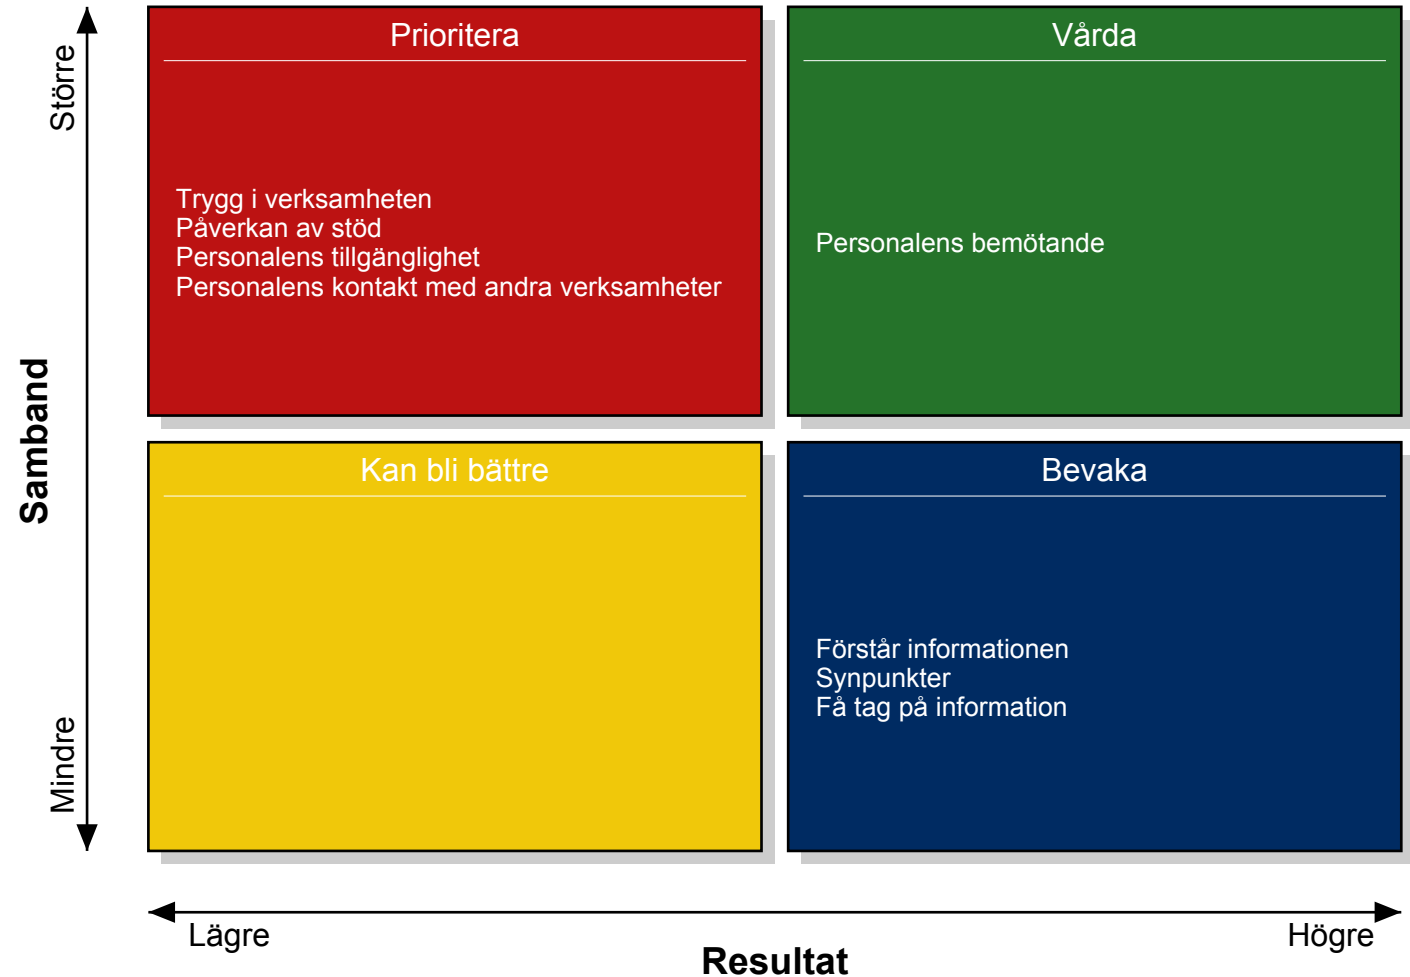 Större
Samband
Mindre
Prioritera
Trygg i verksamheten
Påverkan av stöd
Personalens tillgänglighet
Personalens kontakt med andra verksamheter
Vårda
Personalens bemötande
Kan bli bättre
Bevaka
Förstår informationen
Synpunkter
Få tag på information
Lägre
Högre
Resultat